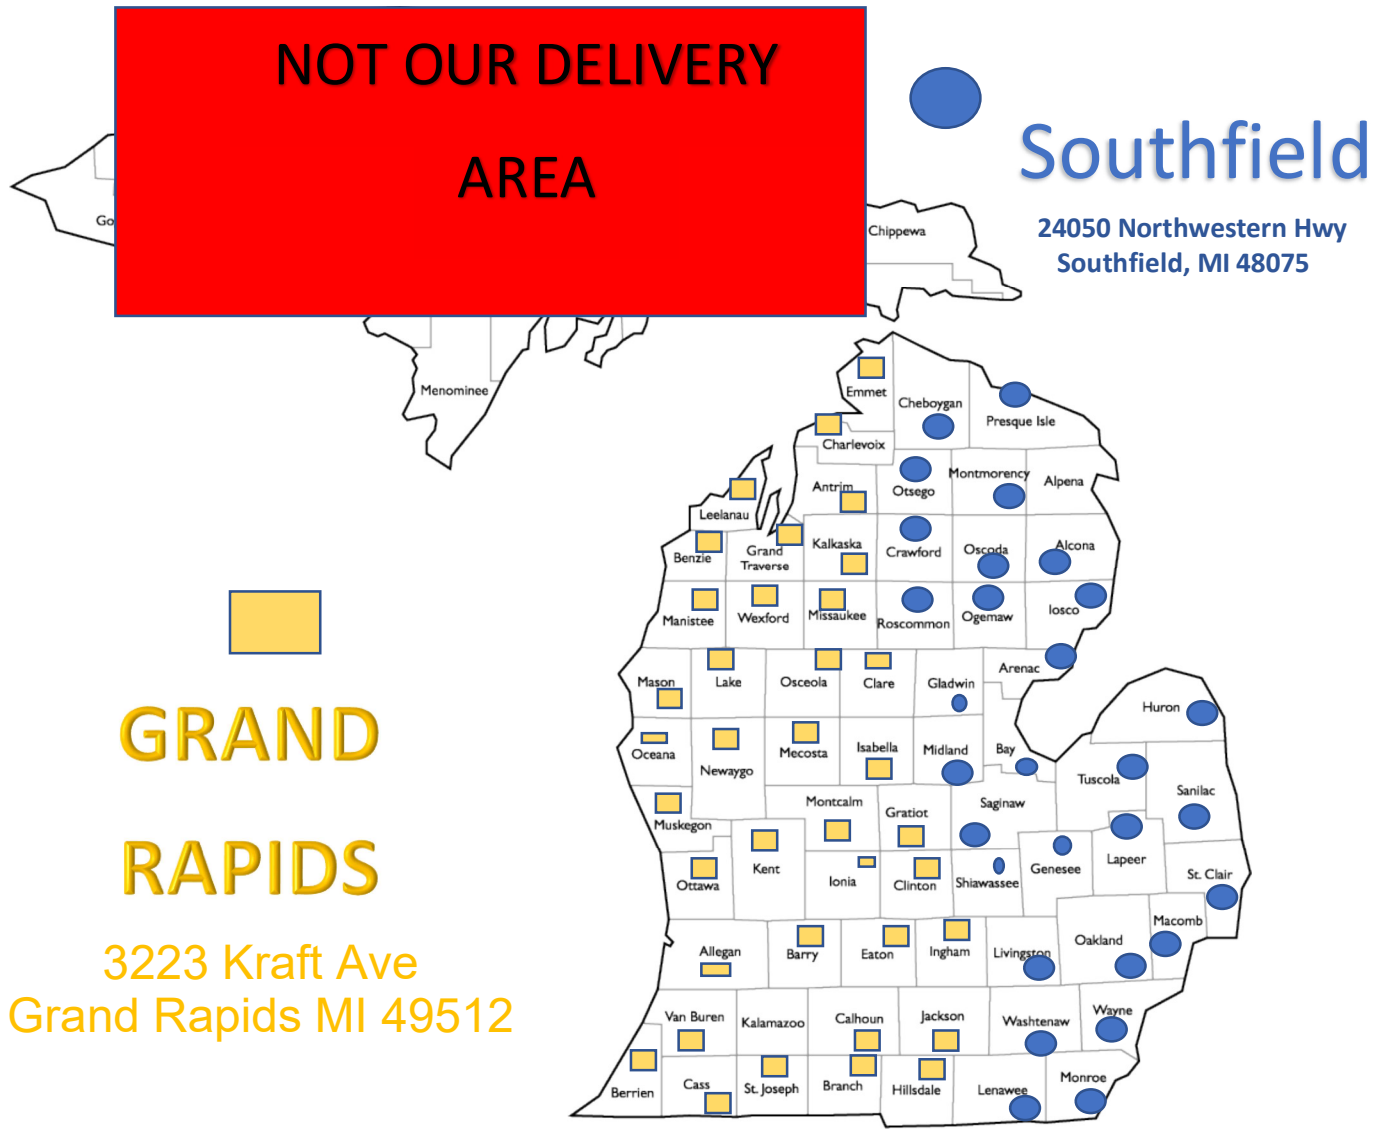 NOT OUR DELIVERY
AREA
Southfield
24050 Northwestern Hwy
Southfield, MI 48075
Go
Chippewa
Menominee
Emmet
Cheboygan
Presque Isle
Charlevoix
Leelanau
Antrim
Otsego
Montmorency
Alpena
Benzie
Grand
Traverse
Kalkaska
Crawford
Oscoda
Alcona
Manistee
Wexford
Missaukee
Roscommon
Ogemaw
Iosco
Mason
Lake
Osceola
Clare
Gladwin
Arenac
Huron
Oceana
Newaygo
Mecosta
Isabella
Midland
Bay
Tuscola
Sanilac
Muskegon
Montcalm
Gratiot
Saginaw
Ottawa
Kent
Ionia
Clinton
Shiawassee
Genesee
Lapeer
St. Clair
Allegan
Barry
Eaton
Ingham
Livingston
Oakland
Macomb
Van Buren
Kalamazoo
Calhoun
Jackson
Washtenaw
Wayne
Berrien
Cass
St. Joseph
Branch
Hillsdale
Lenawee
Monroe
GRAND
RAPIDS
3223 Kraft Ave
Grand Rapids MI 49512